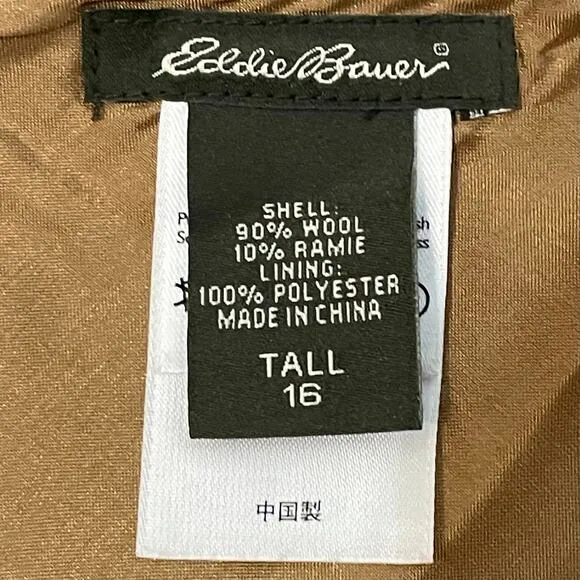 Eddie Bauer®
SHELL:
90% WOOL
10% RAMIE
LINING:
100% POLYESTER
MADE IN CHINA
TALL
16
中国製